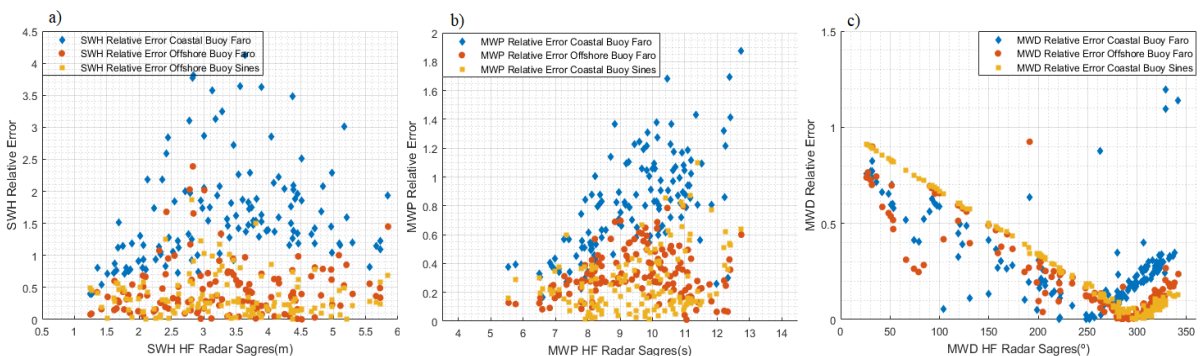 a)
SWH Relative Error Coastal Buoy Faro
SWH Relative Error Offshore Buoy Faro
SWH Relative Error Offshore Buoy Sines
SWH Relative Error
4.5
4
3.5
3
2.5
2
1.5
1
0.5
0
0.5 1 1.5 2 2.5 3 3.5 4 4.5 5 5.5 6
SWH HF Radar Sagres(m)
b)
MWP Relative Error Coastal Buoy Faro
MWP Relative Error Offshore Buoy Faro
MWP Relative Error Coastal Buoy Sines
MWP Relative Error
2
1.8
1.6
1.4
1.2
1
0.8
0.6
0.4
0.2
0
4 5 6 7 8 9 10 11 12 13 14
MWP HF Radar Sagres(s)
c)
MWD Relative Error Coastal Buoy Faro
MWD Relative Error Offshore Buoy Faro
MWD Relative Error Coastal Buoy Sines
MWD Relative Error
1.5
1
0.5
0
0 50 100 150 200 250 300 350
MWD HF Radar Sagres(º)